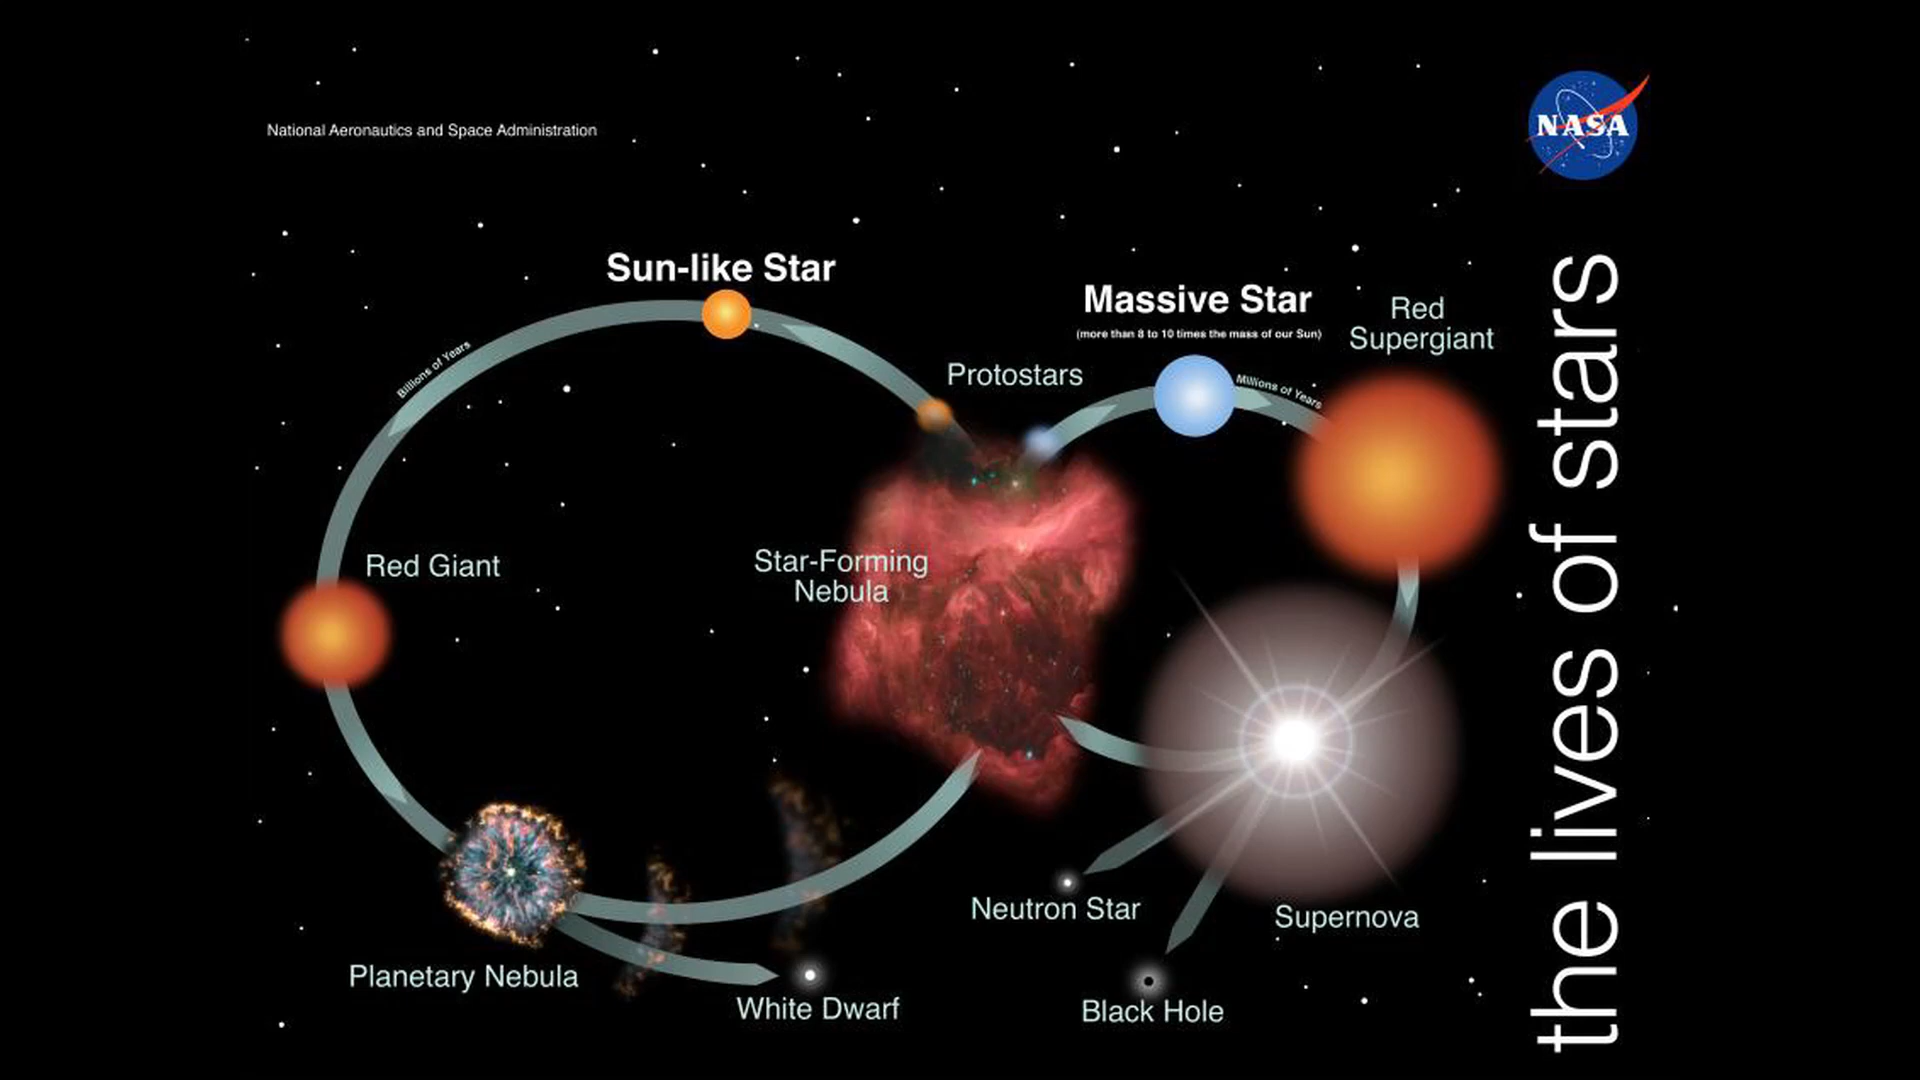 National Aeronautics and Space Administration
NASA
Sun-like Star
Massive Star
(more than 8 to 10 times the mass of our Sun)
Red
Supergiant
Protostars
Billions of Years
Millions of Years
Red Giant
Star-Forming
Nebula
Neutron Star
Supernova
Planetary Nebula
White Dwarf
Black Hole
the lives of stars